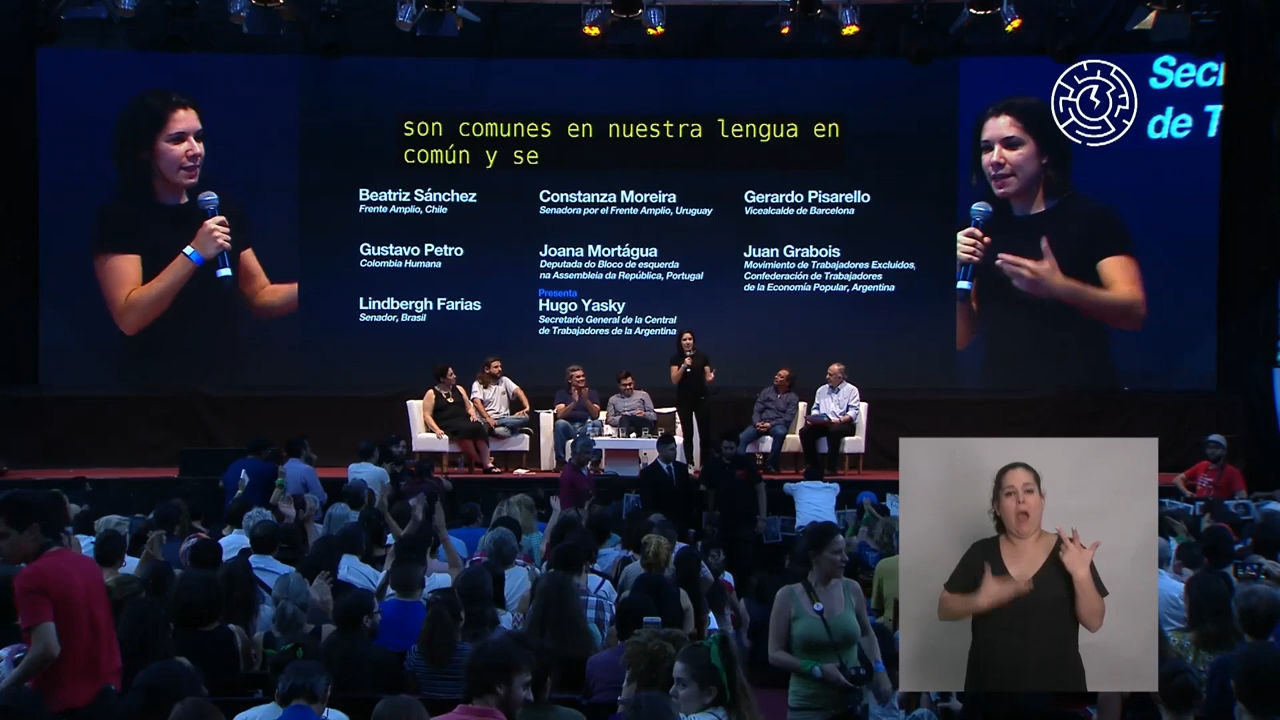 Secr
de T
son comunes en nuestra lengua en
común y se
Beatriz Sánchez
Frente Amplio, Chile
Constanza Moreira
Senadora por el Frente Amplio, Uruguay
Gerardo Pisarello
Vicealcalde de Barcelona
Gustavo Petro
Colombia Humana
Joana Mortágua
Deputada do Bloco de esquerda
na Assembleia da República, Portugal
Juan Grabois
Movimiento de Trabajadores Excluidos,
Confederación de Trabajadores
de la Economía Popular, Argentina
Lindbergh Farias
Senador, Brasil
Presenta
Hugo Yasky
Secretario General de la Central
de Trabajadores de la Argentina